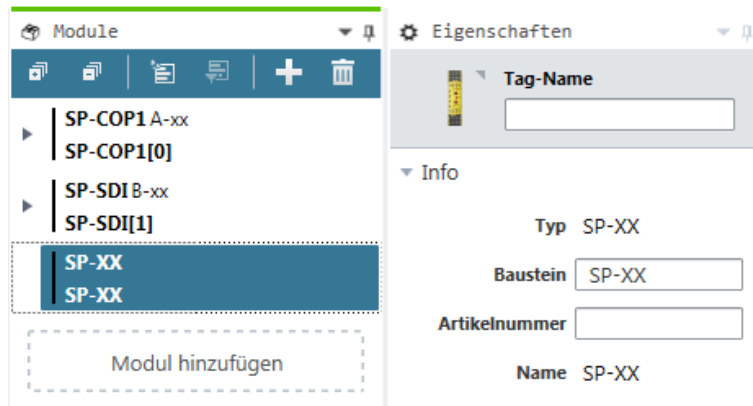 Module
SP-COP1 A-xx
SP-COP1[0]
SP-SDI B-xx
SP-SDI[1]
SP-XX
SP-XX
Modul hinzufügen
Eigenschaften
Tag-Name
Info
Typ SP-XX
Baustein SP-XX
Artikelnummer
Name SP-XX